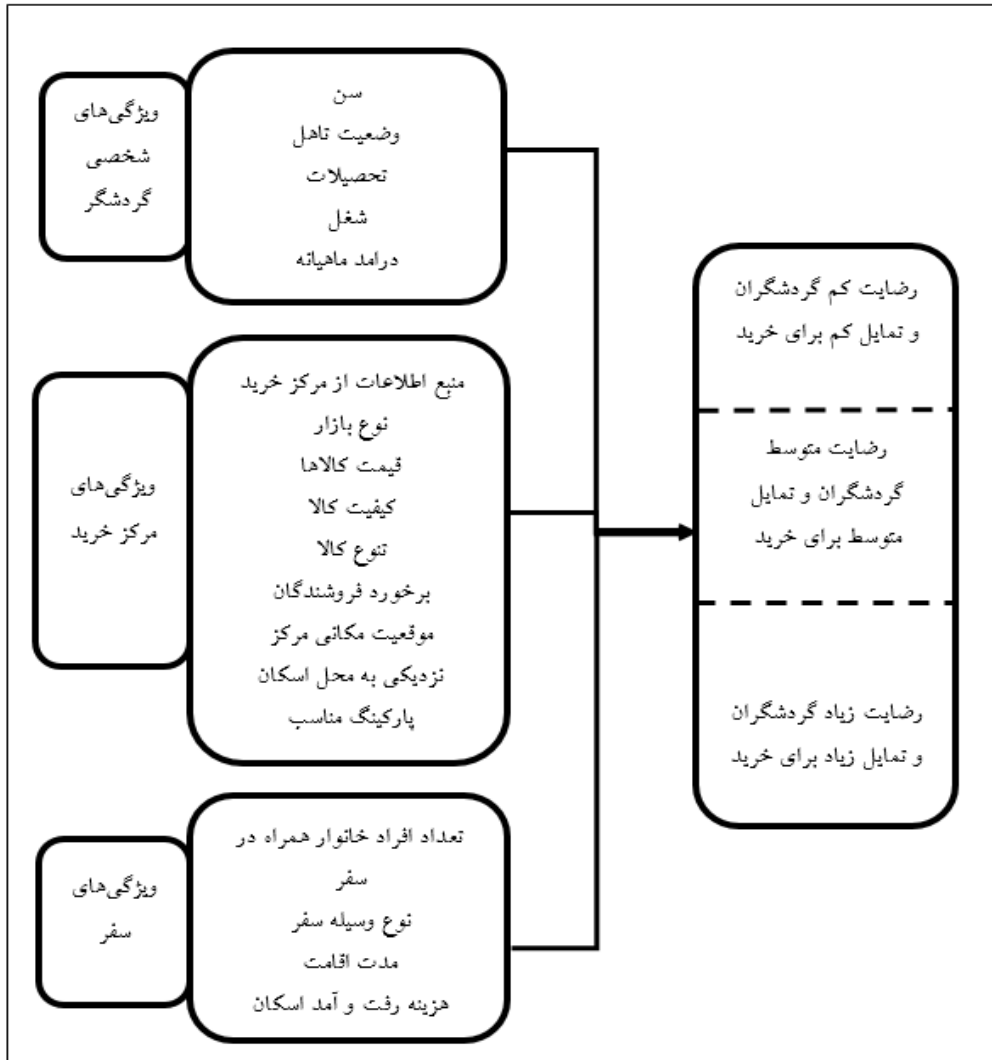 ویژگی‌های
شخصی
گردشگر
سن
وضعیت تاهل
تحصیلات
شغل
درامد ماهیانه
ویژگی‌های
مرکز خرید
منبع اطلاعات از مرکز خرید
نوع بازار
قیمت کالاها
کیفیت کالا
تنوع کالا
برخورد فروشندگان
موقعیت مکانی مرکز
نزدیکی به محل اسکان
پارکینگ مناسب
ویژگی‌های
سفر
تعداد افراد خانوار همراه در
سفر
نوع وسیله سفر
مدت اقامت
هزینه رفت و آمد اسکان
رضایت کم گردشگران
و تمایل کم برای خرید
رضایت متوسط
گردشگران و تمایل
متوسط برای خرید
رضایت زیاد گردشگران
و تمایل زیاد برای خرید